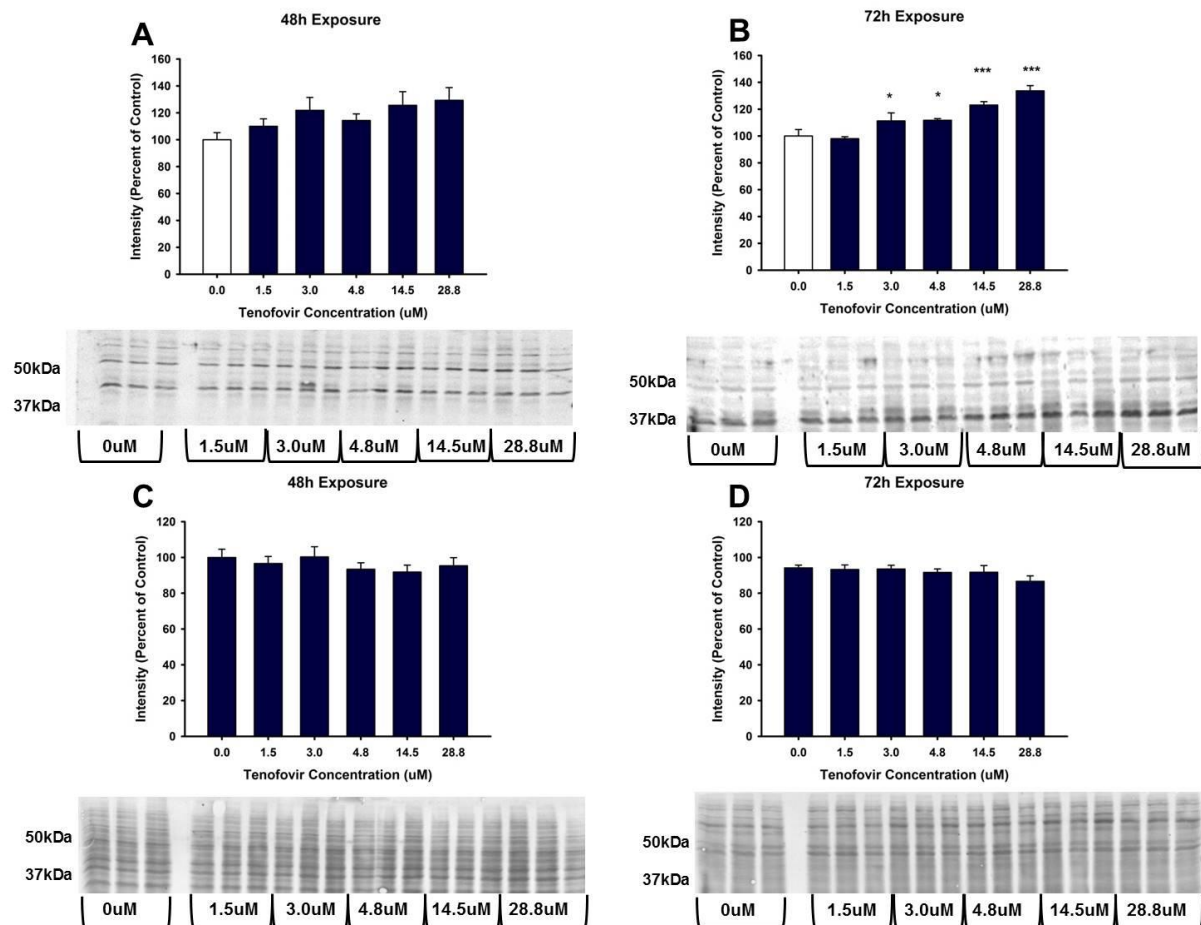 48h Exposure
A
160
140
120
100
80
60
40
20
0
Intensity (Percent of Control)
0.0 1.5 3.0 4.8 14.5 28.8
Tenofovir Concentration (uM)
50kDa
37kDa
0uM 1.5uM 3.0uM 4.8uM 14.5uM 28.8uM
72h Exposure
B
160
140
120
100
80
60
40
20
0
Intensity (Percent of Control)
* * *** ***
0.0 1.5 3.0 4.8 14.5 28.8
Tenofovir Concentration (uM)
50kDa
37kDa
0uM 1.5uM 3.0uM 4.8uM 14.5uM 28.8uM
48h Exposure
C
120
100
80
60
40
20
0
Intensity (Percent of Control)
0.0 1.5 3.0 4.8 14.5 28.8
Tenofovir Concentration (uM)
50kDa
37kDa
0uM 1.5uM 3.0uM 4.8uM 14.5uM 28.8uM
72h Exposure
D
120
100
80
60
40
20
0
Intensity (Percent of Control)
0.0 1.5 3.0 4.8 14.5 28.8
Tenofovir Concentration (uM)
50kDa
37kDa
0uM 1.5uM 3.0uM 4.8uM 14.5uM 28.8uM